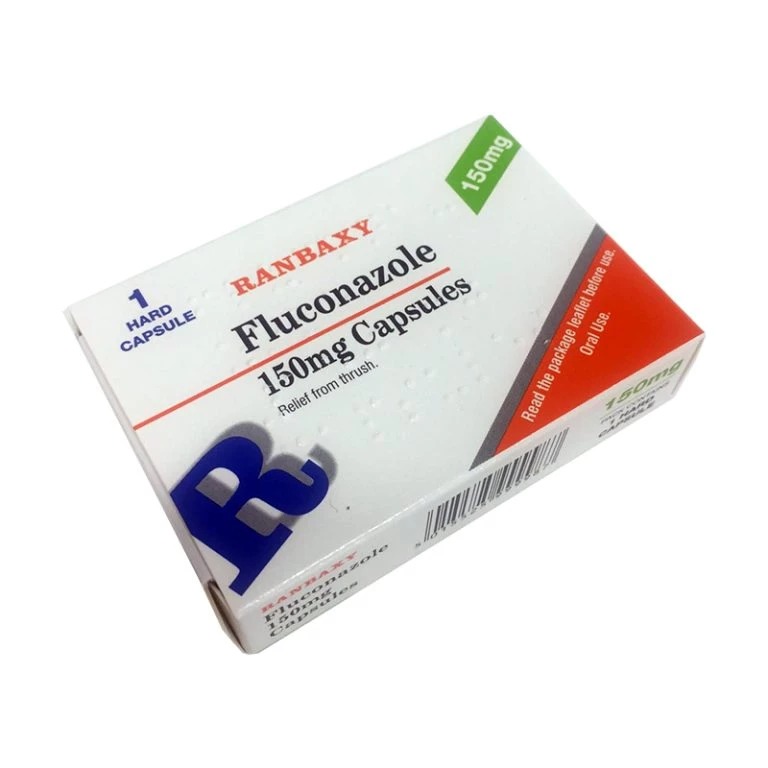 150mg
1
HARD
CAPSULE
RANBAXY
Fluconazole
150mg Capsules
Relief from thrush.
Read the package leaflet before use.
Oral Use.
R
RANBAXY
Fluconazole
150mg
Capsules
150mg
1 HARD
CAPSULE